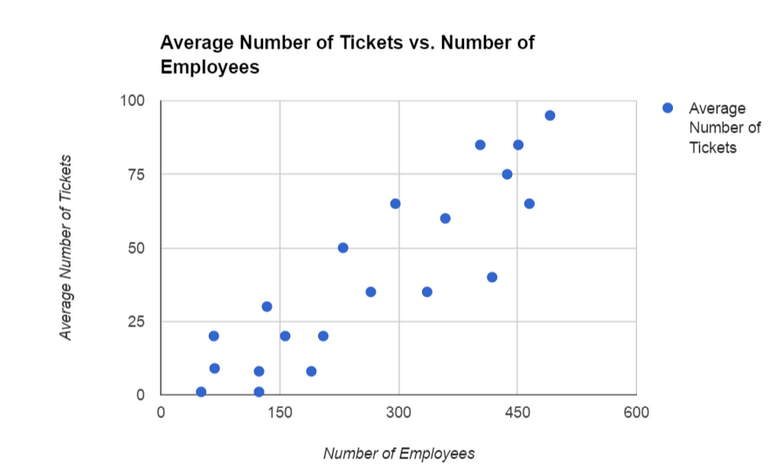 Average Number of Tickets vs. Number of
Employees
Average Number of Tickets
100
75
50
25
0
0 150 300 450 600
Number of Employees
Average
Number of
Tickets